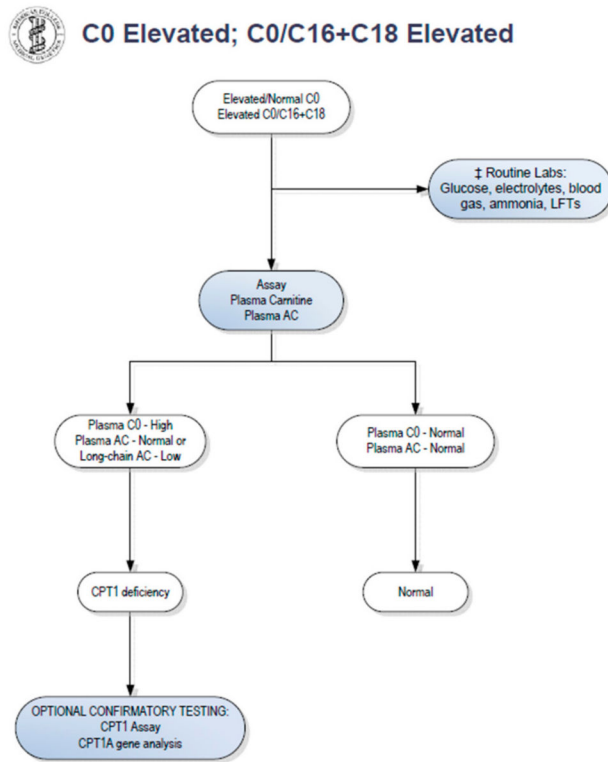 C0 Elevated; C0/C16+C18 Elevated
Elevated/Normal C0
Elevated C0/C16+C18
‡ Routine Labs:
Glucose, electrolytes, blood
gas, ammonia, LFTs
Assay
Plasma Carnitine
Plasma AC
Plasma C0 - High
Plasma AC - Normal or
Long-chain AC - Low
Plasma C0 - Normal
Plasma AC - Normal
CPT1 deficiency
Normal
OPTIONAL CONFIRMATORY TESTING:
CPT1 Assay
CPT1A gene analysis